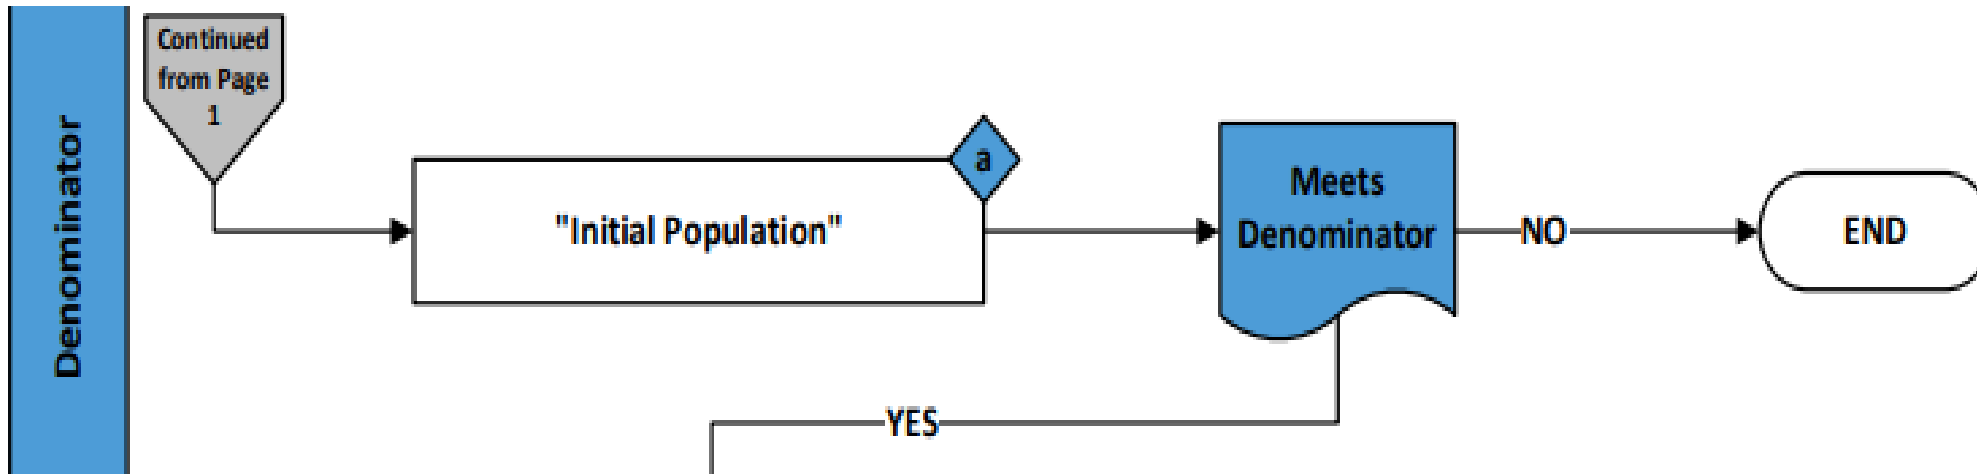 Denominator
Continued
from Page
1
"Initial Population"
a
Meets
Denominator
NO
END
YES